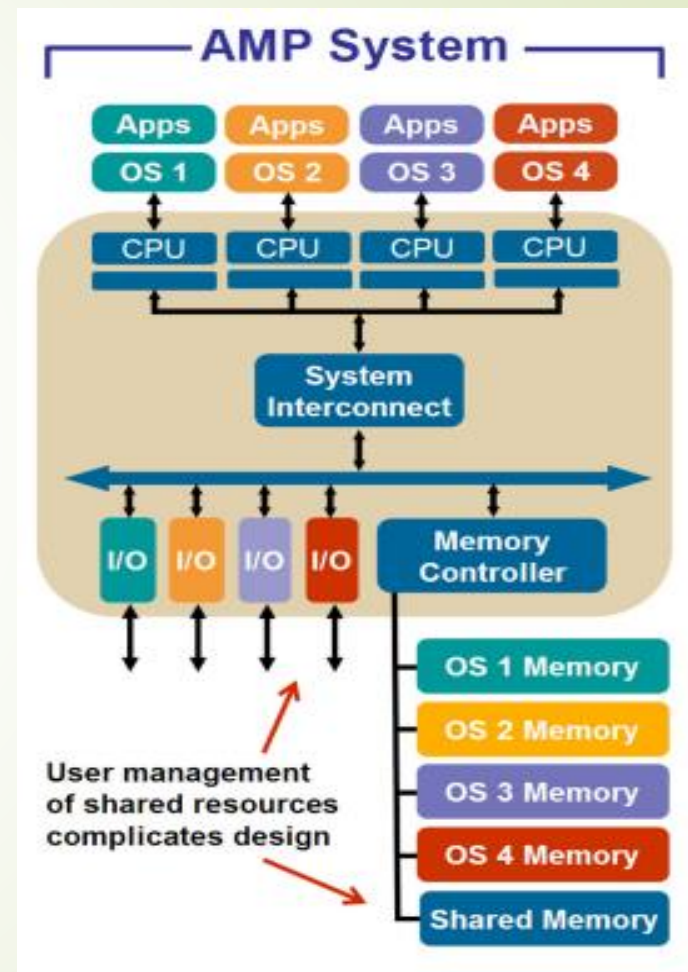 AMP System
Apps Apps Apps Apps
OS 1 OS 2 OS 3 OS 4
CPU CPU CPU CPU
System
Interconnect
I/O I/O I/O I/O
Memory
Controller
OS 1 Memory
OS 2 Memory
OS 3 Memory
OS 4 Memory
Shared Memory
User management
of shared resources
complicates design